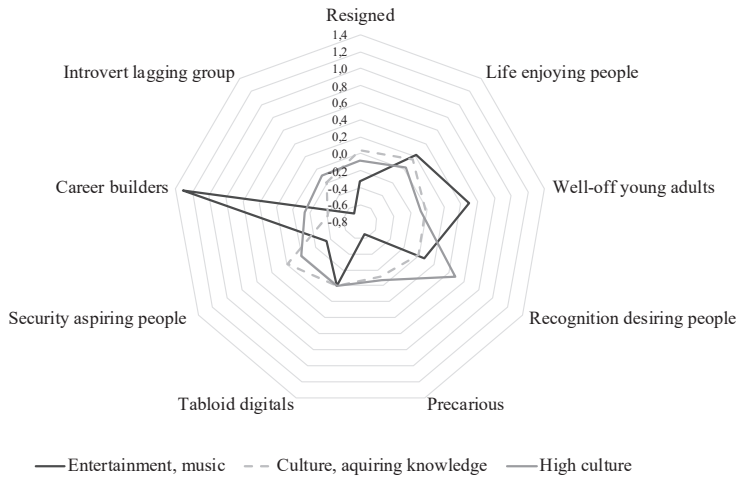 Resigned
1,4
1,2
1,0
0,8
0,6
0,4
0,2
0,0
-0,2
-0,4
-0,6
-0,8
Introvert lagging group
Life enjoying people
Career builders
Well-off young adults
Security aspiring people
Recognition desiring people
Tabloid digitals
Precarious
Entertainment, music
Culture, aquiring knowledge
High culture